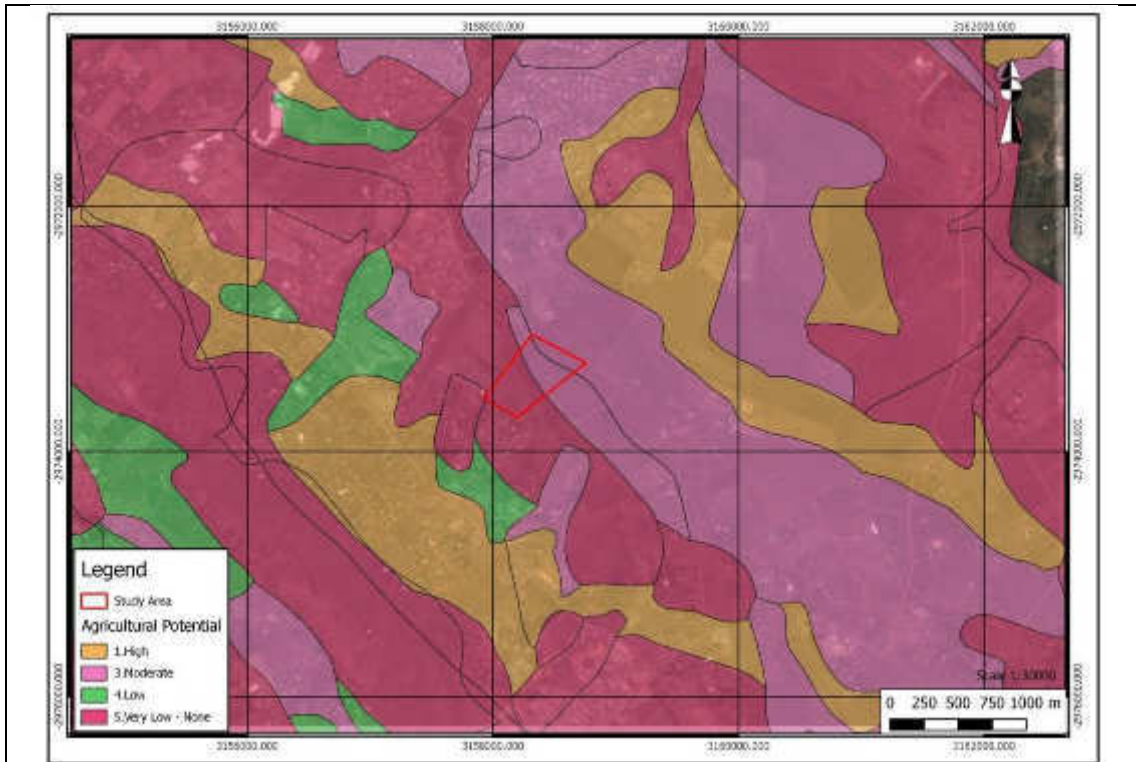 3156000.000 3158000.000 3160000.000 3162000.000
-2972000.000 -2972000.000
-2974000.000 -2974000.000
Legend
Study Area
Agricultural Potential
1.High
3.Moderate
4.Low
5.Very Low - None
Scale 1:30000
0 250 500 750 1000 m
-2976000.000 -2976000.000
3156000.000 3158000.000 3160000.000 3162000.000